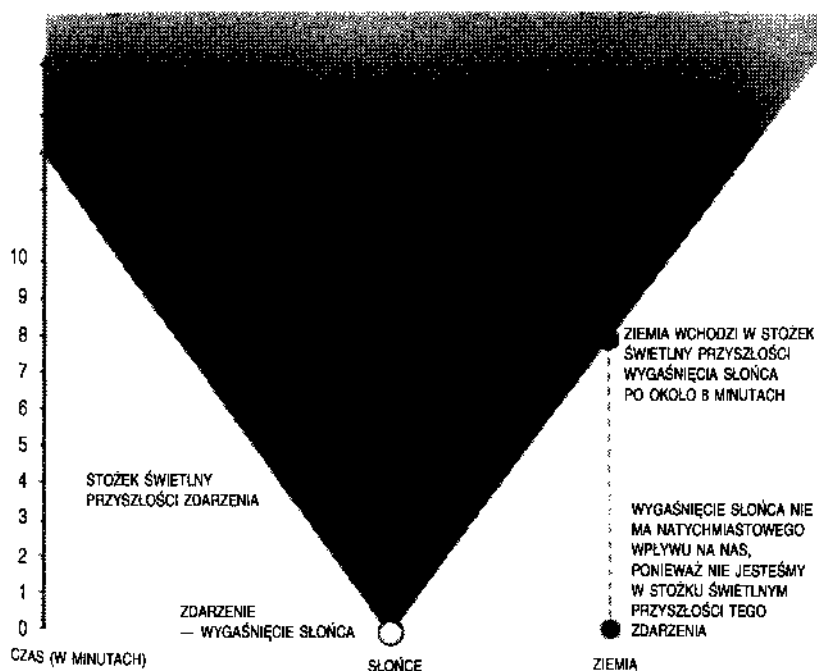 10
9
8
7
6
5
4
3
2
1
0
CZAS (W MINUTACH)
STOŻEK ŚWIETLNY
PRZYSZŁOŚCI ZDARZENIA
ZDARZENIE
— WYGAŚNIĘCIE SŁOŃCA
SŁOŃCE
ZIEMIA WCHODZI W STOŻEK
ŚWIETLNY PRZYSZŁOŚCI
WYGAŚNIĘCIA SŁOŃCA
PO OKOŁO 8 MINUTACH
WYGAŚNIĘCIE SŁOŃCA NIE
MA NATYCHMIASTOWEGO
WPŁYWU NA NAS,
PONIEWAŻ NIE JESTEŚMY
W STOŻKU ŚWIETLNYM
PRZYSZŁOŚCI TEGO
ZDARZENIA
ZIEMIA